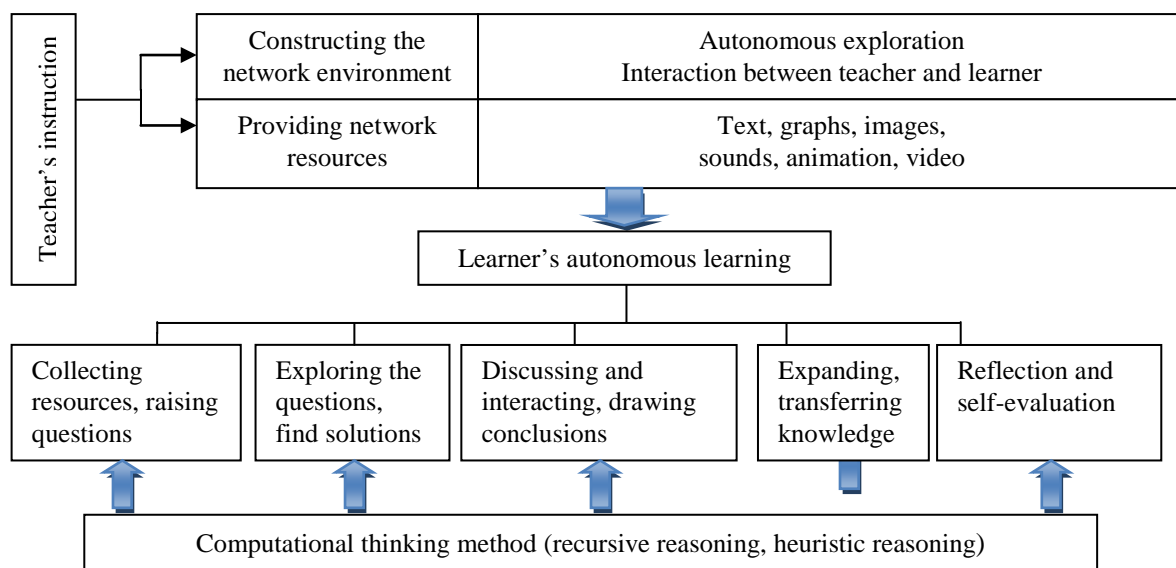 Teacher’s instruction
Constructing the
network environment
Autonomous exploration
Interaction between teacher and learner
Providing network
resources
Text, graphs, images,
sounds, animation, video
Learner’s autonomous learning
Collecting
resources, raising
questions
Exploring the
questions,
find solutions
Discussing and
interacting, drawing
conclusions
Expanding,
transferring
knowledge
Reflection and
self-evaluation
Computational thinking method (recursive reasoning, heuristic reasoning)